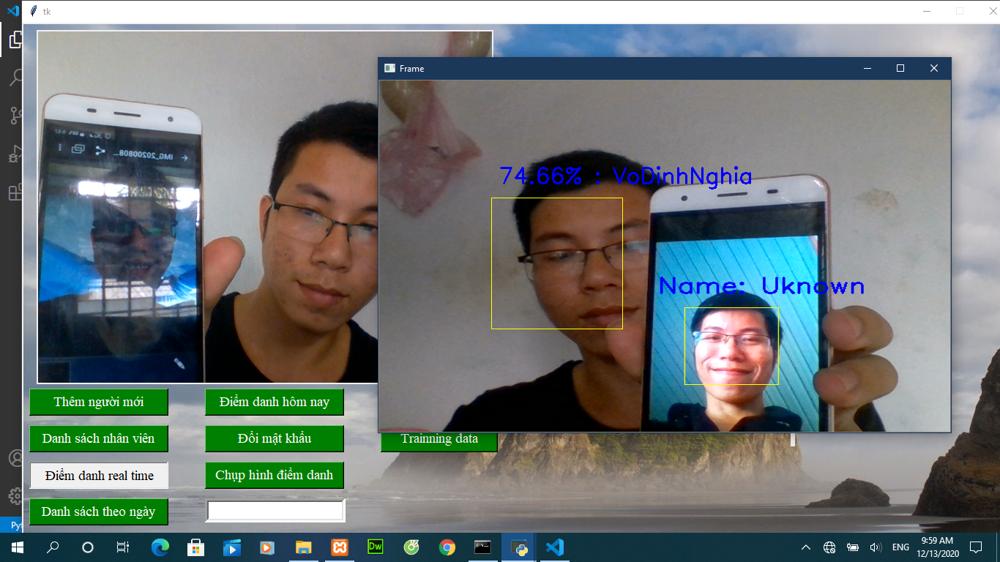 tk
Frame
IMG_20200808...
74.66% : VoDinhNghia
Name: Uknown
Thêm người mới
Điểm danh hôm nay
Danh sách nhân viên
Đổi mật khẩu
Trainning data
Điểm danh real time
Chụp hình điểm danh
Danh sách theo ngày
Py
Dw
ENG
9:59 AM
12/13/2020